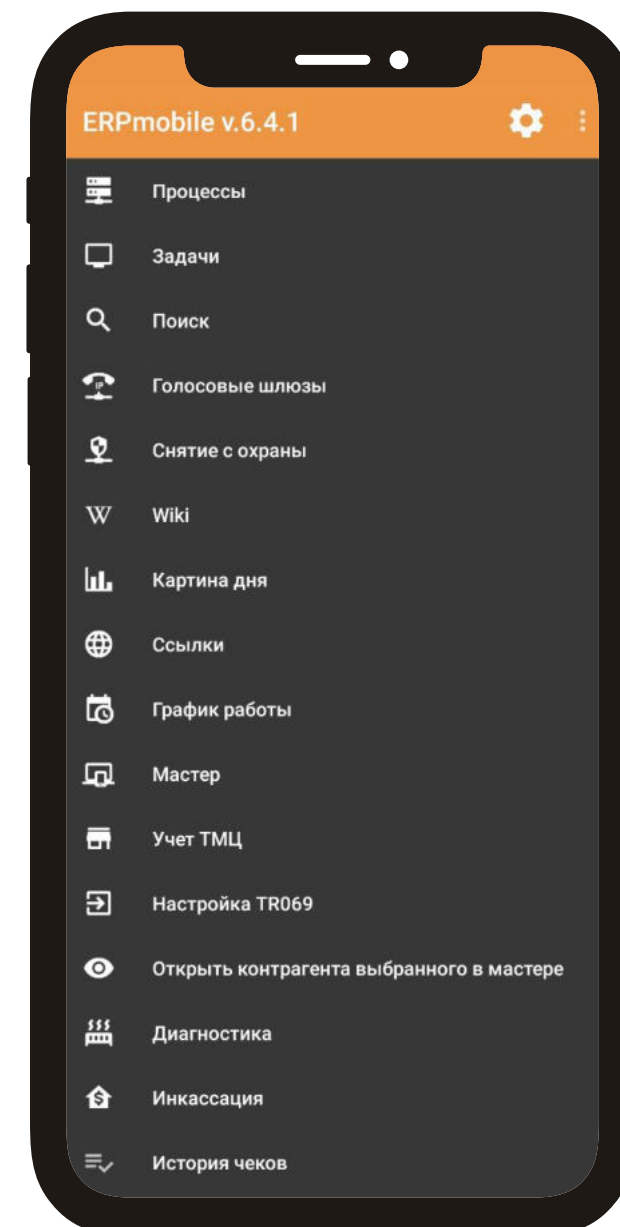 ERPmobile v.6.4.1
Процессы
Задачи
Поиск
IP
Голосовые шлюзы
Снятие с охраны
W
Wiki
Картина дня
Ссылки
График работы
Мастер
Учет ТМЦ
Настройка TR069
Открыть контрагента выбранного в мастере
Диагностика
$
Инкассация
История чеков